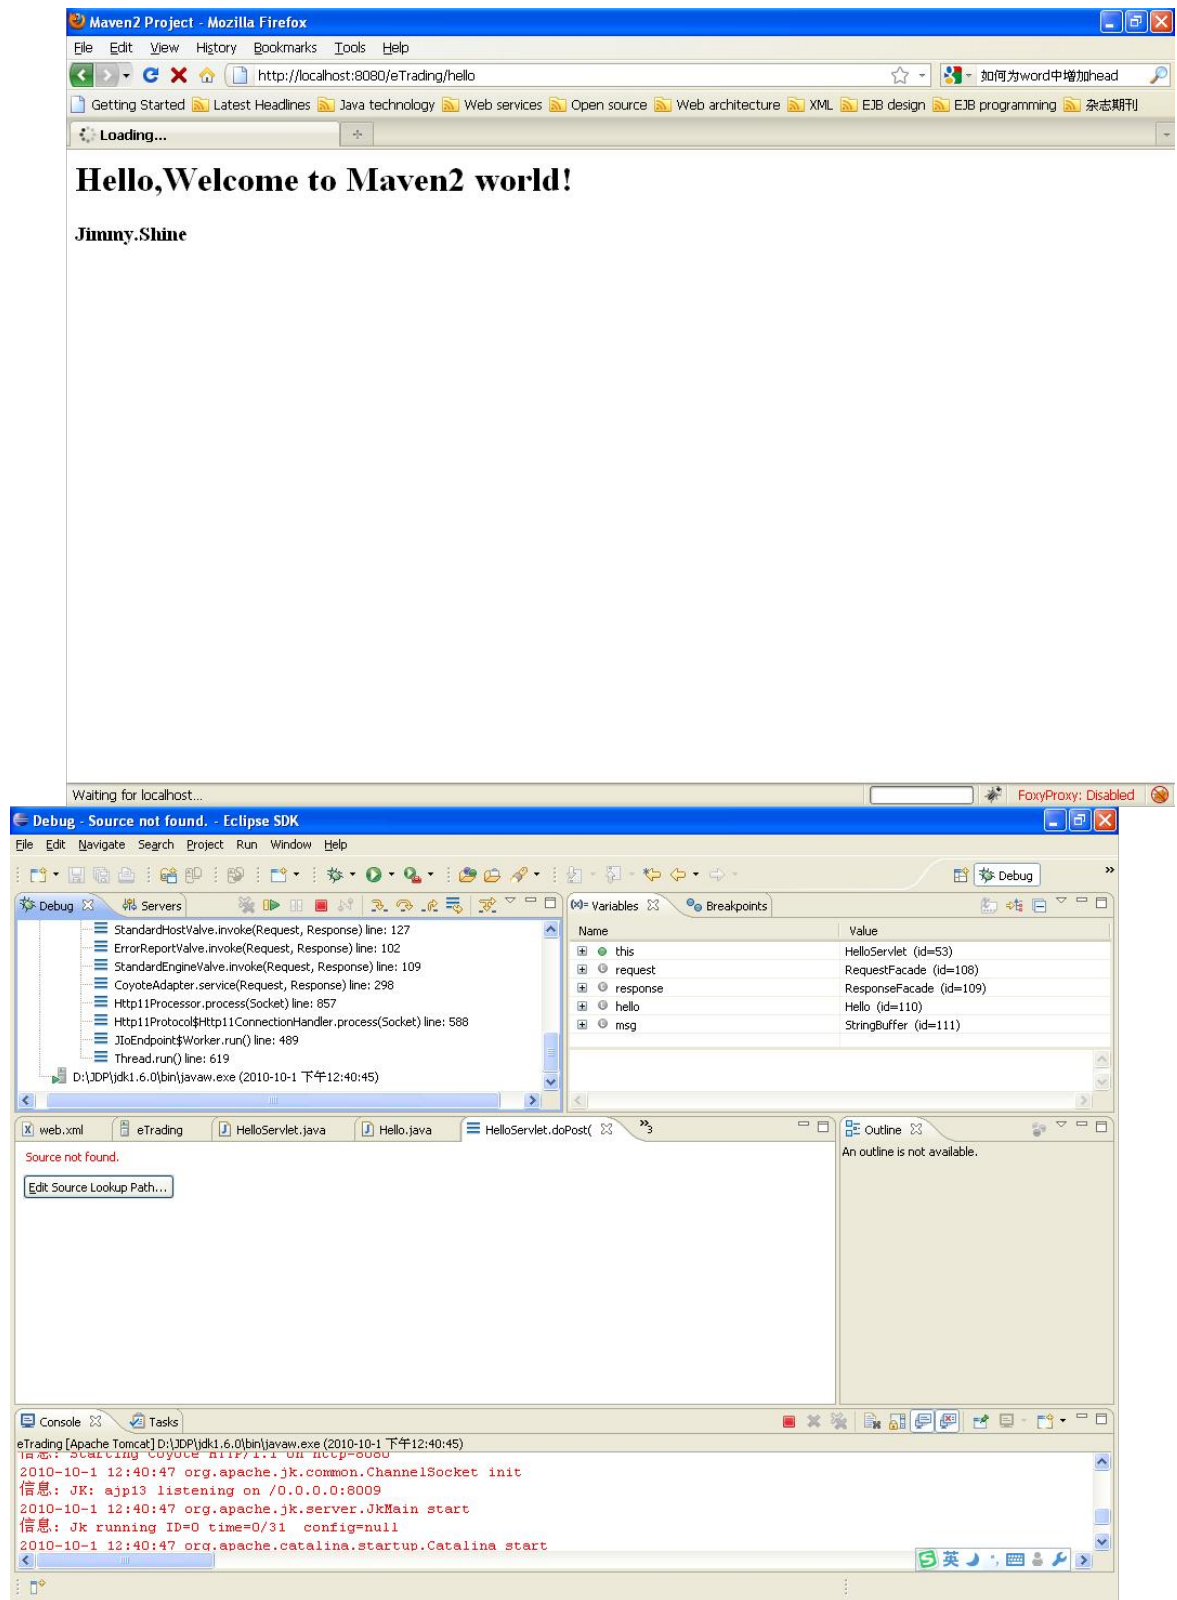 Maven2 Project - Mozilla Firefox
File Edit View History Bookmarks Tools Help
http://localhost:8080/eTrading/hello
如何为word中增加head
Getting Started Latest Headlines Java technology Web services Open source Web architecture XML EJB design EJB programming 杂志期刊
Loading...
Hello,Welcome to Maven2 world!
Jimmy.Shine
Waiting for localhost...
FoxyProxy: Disabled
Debug - Source not found. - Eclipse SDK
File Edit Navigate Search Project Run Window Help
Debug
Debug Servers
StandardHostValve.invoke(Request, Response) line: 127
ErrorReportValve.invoke(Request, Response) line: 102
StandardEngineValve.invoke(Request, Response) line: 109
CoyoteAdapter.service(Request, Response) line: 298
Http11Processor.process(Socket) line: 857
Http11Protocol$Http11ConnectionHandler.process(Socket) line: 588
JIoEndpoint$Worker.run() line: 489
Thread.run() line: 619
D:\JDP\jdk1.6.0\bin\javaw.exe (2010-10-1 下午12:40:45)
(x)= Variables Breakpoints
Name Value
this HelloServlet (id=53)
request RequestFacade (id=108)
response ResponseFacade (id=109)
hello Hello (id=110)
msg StringBuffer (id=111)
web.xml eTrading HelloServlet.java Hello.java HelloServlet.doPost( »3
Source not found.
Edit Source Lookup Path...
Outline
An outline is not available.
Console Tasks
eTrading [Apache Tomcat] D:\JDP\jdk1.6.0\bin\javaw.exe (2010-10-1 下午12:40:45)
信息: Starting Coyote HTTP/1.1 on http-8080
2010-10-1 12:40:47 org.apache.jk.common.ChannelSocket init
信息: JK: ajp13 listening on /0.0.0.0:8009
2010-10-1 12:40:47 org.apache.jk.server.JkMain start
信息: Jk running ID=0 time=0/31 config=null
2010-10-1 12:40:47 org.apache.catalina.startup.Catalina start
英